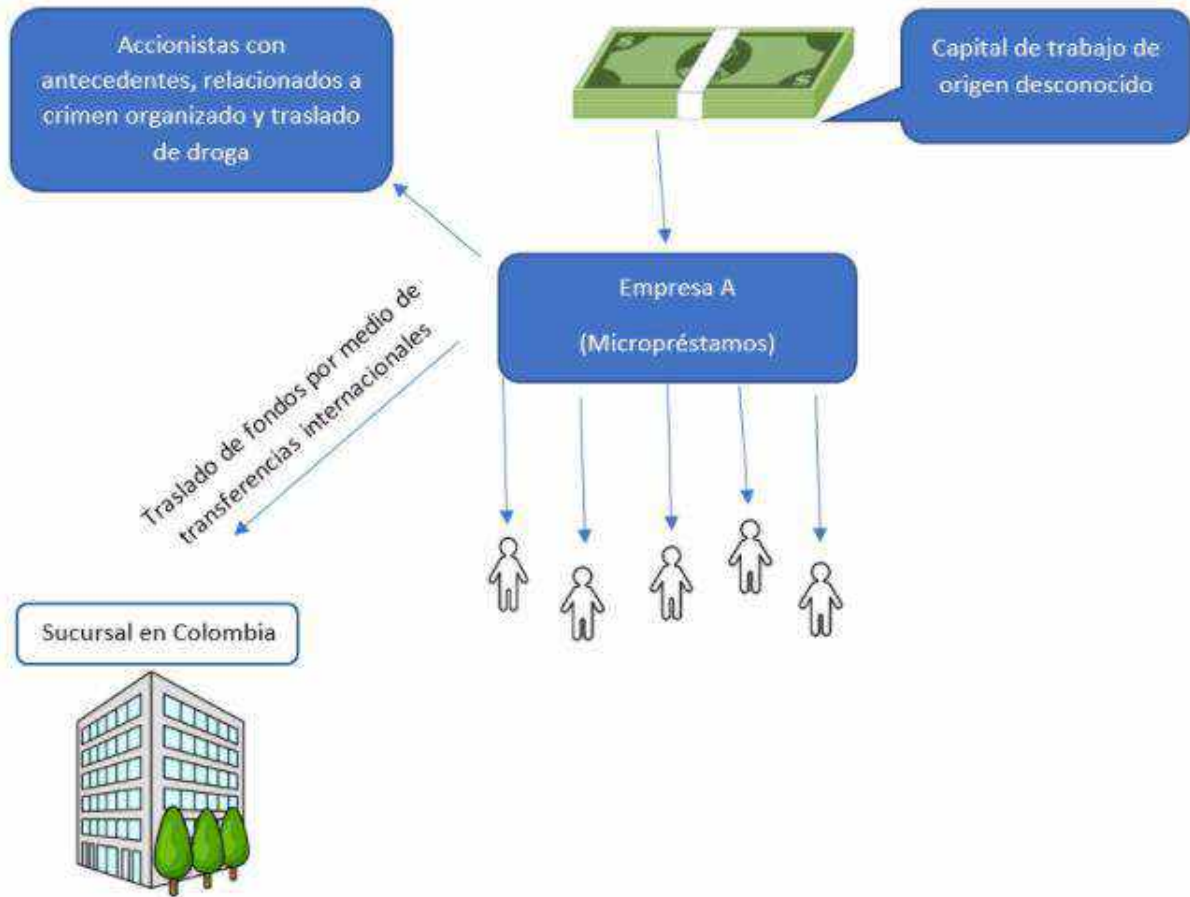 Accionistas con
antecedentes, relacionados a
crimen organizado y traslado
de droga
Capital de trabajo de
origen desconocido
Empresa A
(Micropréstamos)
Traslado de fondos por medio de
transferencias internacionales
Sucursal en Colombia